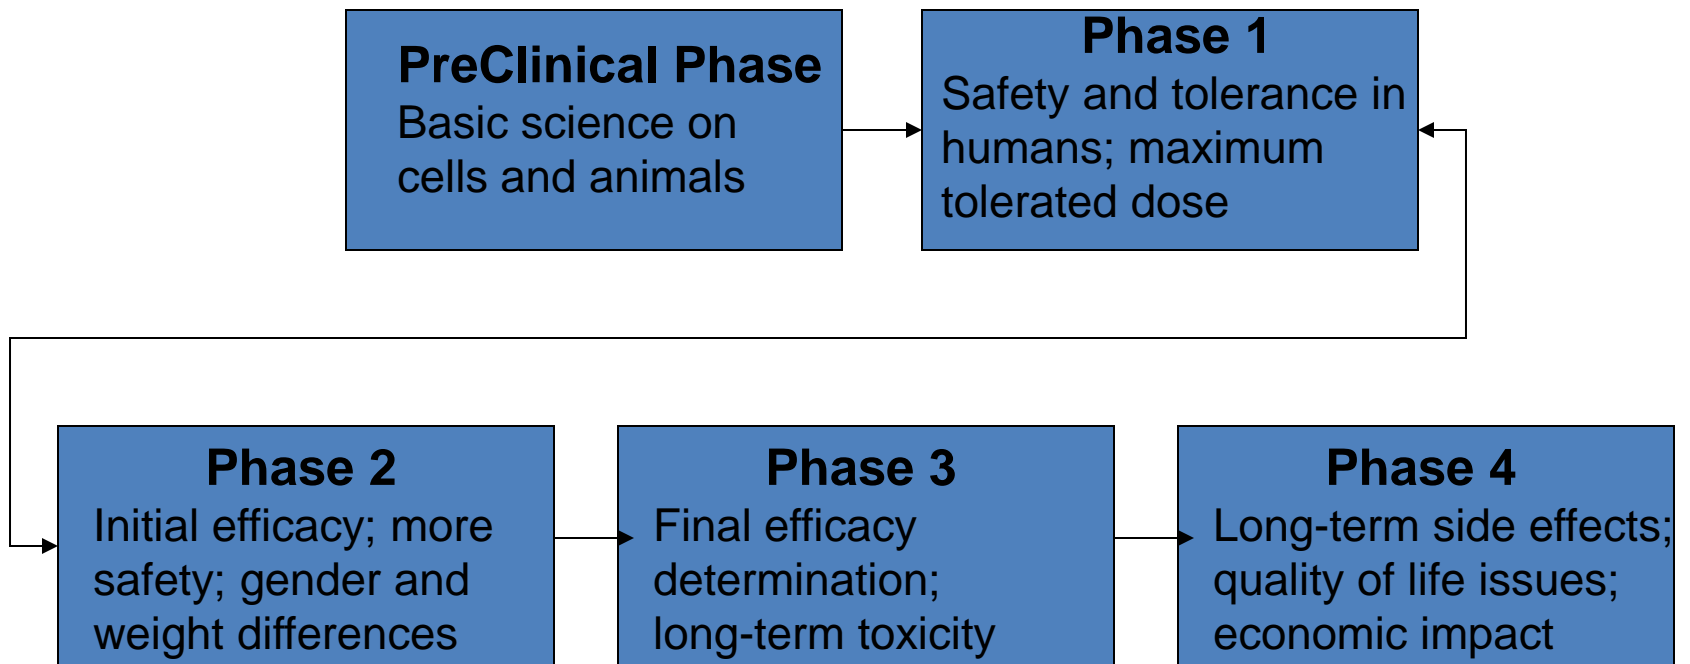 PreClinical Phase
Basic science on
cells and animals
Phase 1
Safety and tolerance in
humans; maximum
tolerated dose
Phase 2
Initial efficacy; more
safety; gender and
weight differences
Phase 3
Final efficacy
determination;
long-term toxicity
Phase 4
Long-term side effects;
quality of life issues;
economic impact